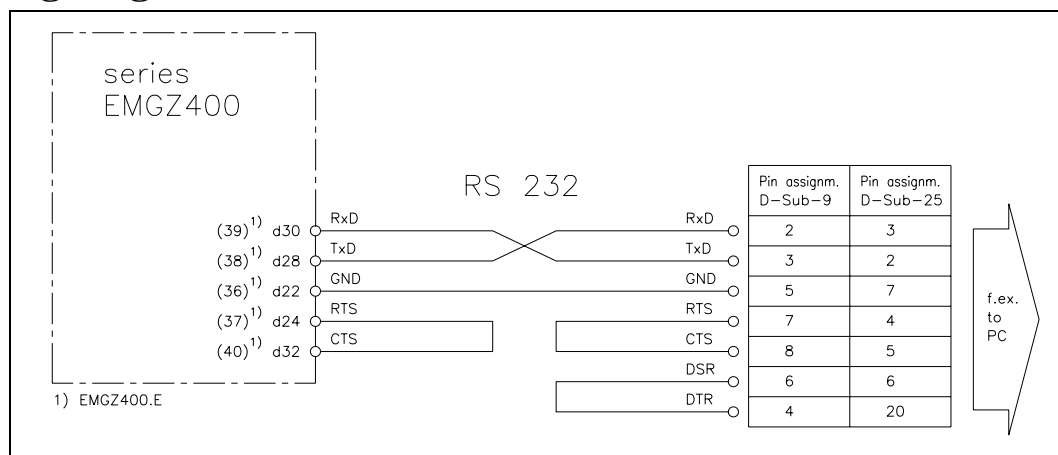 series
EMGZ400
RS 232
Pin assignm.
D-Sub-9
Pin assignm.
D-Sub-25
(39)1) d30 RxD RxD 2 3
(38)1) d28 TxD TxD 3 2
(36)1) d22 GND GND 5 7
(37)1) d24 RTS RTS 7 4
(40)1) d32 CTS CTS 8 5
DSR 6 6
DTR 4 20
f.ex.
to
PC
1) EMGZ400.E